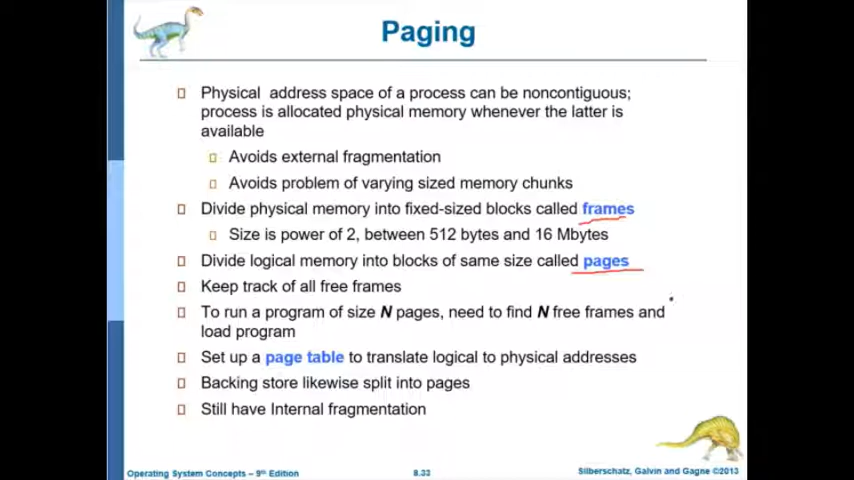 Paging
Physical address space of a process can be noncontiguous;
process is allocated physical memory whenever the latter is
available
Avoids external fragmentation
Avoids problem of varying sized memory chunks
Divide physical memory into fixed-sized blocks called frames
Size is power of 2, between 512 bytes and 16 Mbytes
Divide logical memory into blocks of same size called pages
Keep track of all free frames
To run a program of size N pages, need to find N free frames and
load program
Set up a page table to translate logical to physical addresses
Backing store likewise split into pages
Still have Internal fragmentation
Operating System Concepts – 9th Edition
8.33
Silberschatz, Galvin and Gagne ©2013